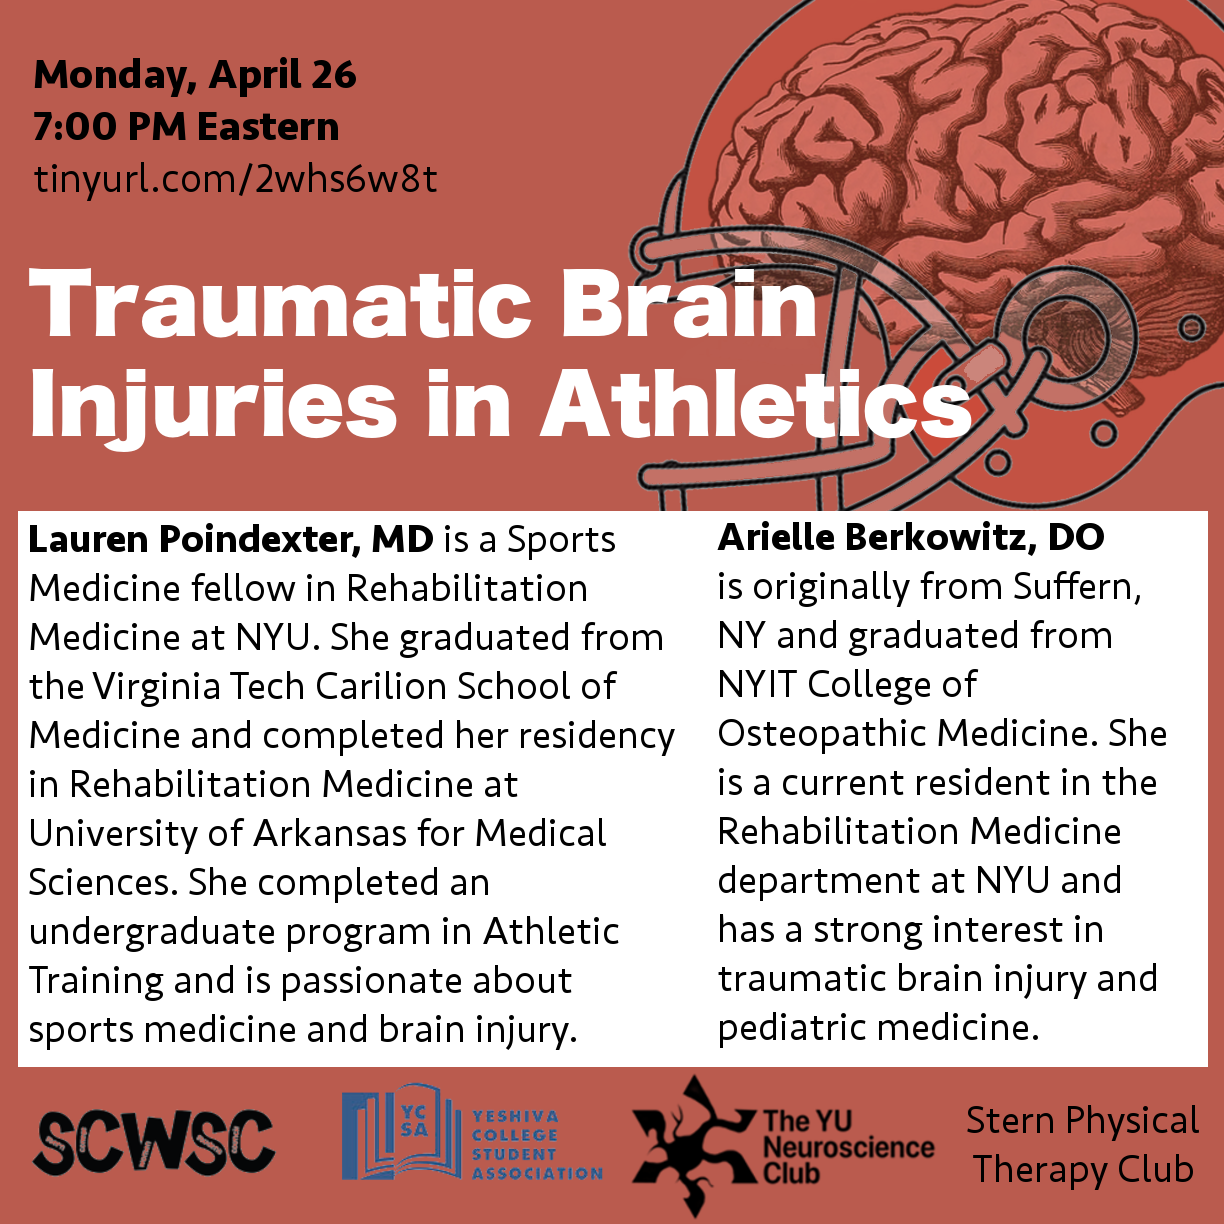 Monday, April 26
7:00 PM Eastern
tinyurl.com/2whs6w8t
Traumatic Brain
Injuries in Athletics
Lauren Poindexter, MD is a Sports
Medicine fellow in Rehabilitation
Medicine at NYU. She graduated from
the Virginia Tech Carilion School of
Medicine and completed her residency
in Rehabilitation Medicine at
University of Arkansas for Medical
Sciences. She completed an
undergraduate program in Athletic
Training and is passionate about
sports medicine and brain injury.
Arielle Berkowitz, DO
is originally from Suffern,
NY and graduated from
NYIT College of
Osteopathic Medicine. She
is a current resident in the
Rehabilitation Medicine
department at NYU and
has a strong interest in
traumatic brain injury and
pediatric medicine.
SCWSC
YC
SA
YESHIVA
COLLEGE
STUDENT
ASSOCIATION
The YU
Neuroscience
Club
Stern Physical
Therapy Club